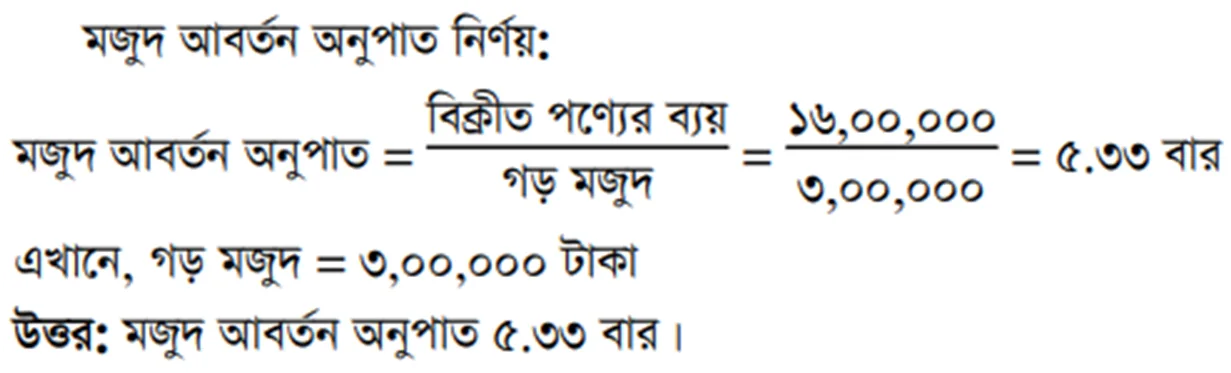 মজুদ আবর্তন অনুপাত নির্ণয়:
মজুদ আবর্তন অনুপাত = বিক্রীত পণ্যের ব্যয় / গড় মজুদ = ১৬,০০,০০০ / ৩,০০,০০০ = ৫.৩৩ বার
এখানে, গড় মজুদ = ৩,০০,০০০ টাকা
উত্তর: মজুদ আবর্তন অনুপাত ৫.৩৩ বার।